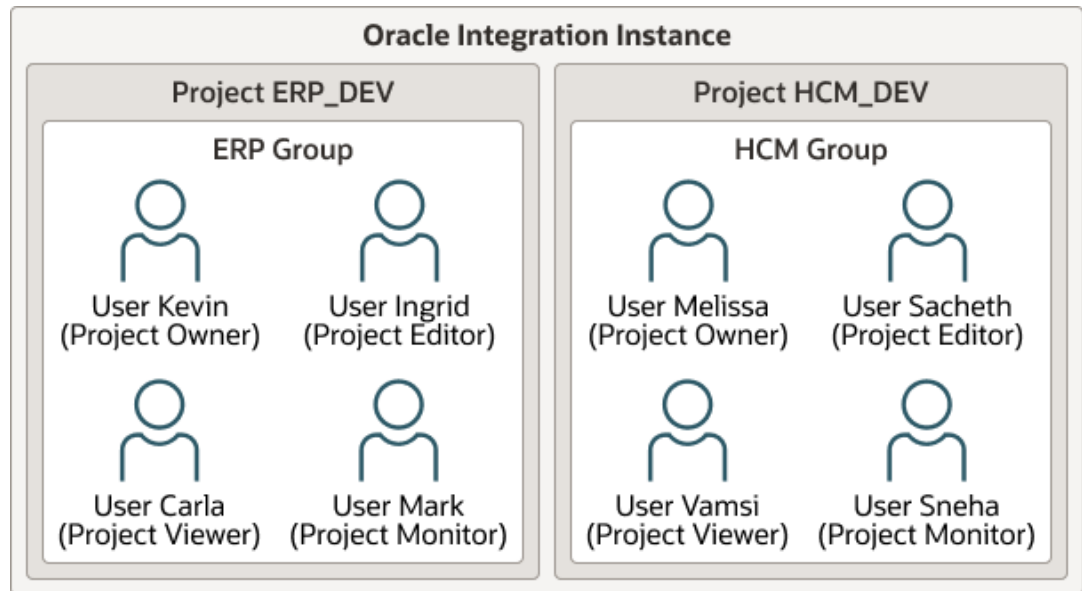 Oracle Integration Instance
Project ERP_DEV
ERP Group
User Kevin
(Project Owner)
User Ingrid
(Project Editor)
User Carla
(Project Viewer)
User Mark
(Project Monitor)
Project HCM_DEV
HCM Group
User Melissa
(Project Owner)
User Sacheth
(Project Editor)
User Vamsi
(Project Viewer)
User Sneha
(Project Monitor)